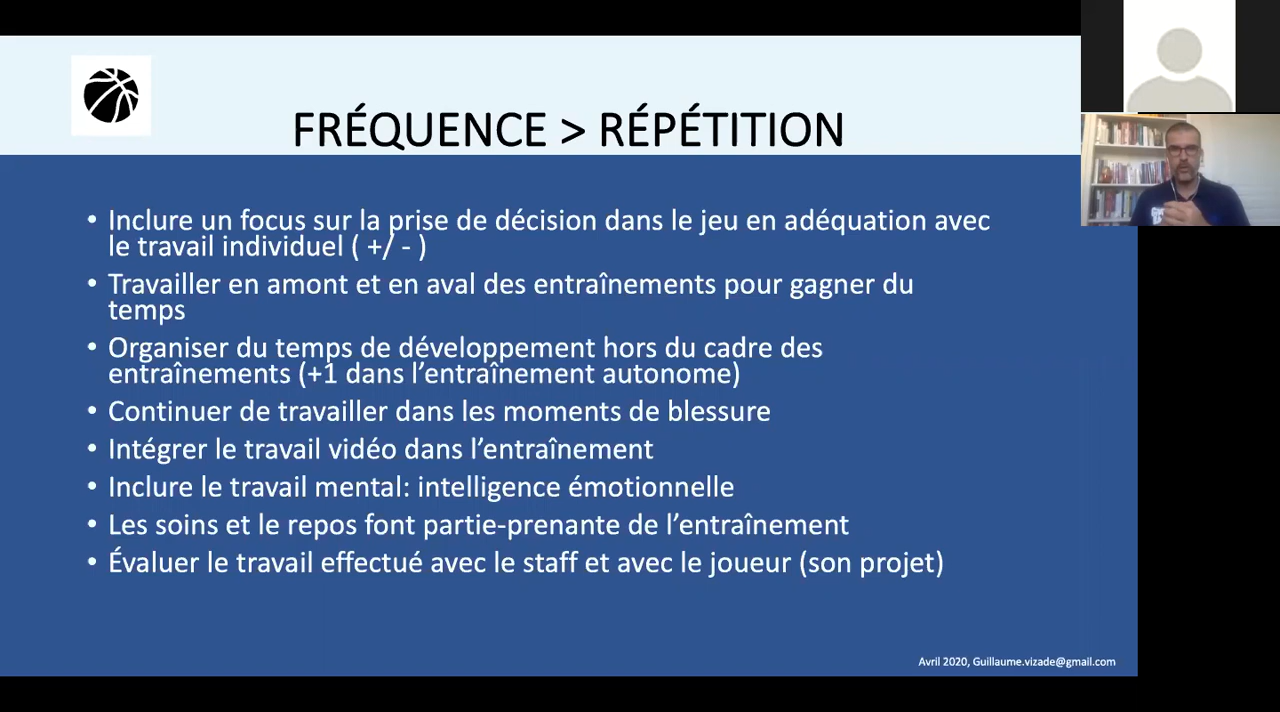 FRÉQUENCE > RÉPÉTITION
• Inclure un focus sur la prise de décision dans le jeu en adéquation avec
le travail individuel ( +/ - )
• Travailler en amont et en aval des entraînements pour gagner du
temps
• Organiser du temps de développement hors du cadre des
entraînements (+1 dans l’entraînement autonome)
• Continuer de travailler dans les moments de blessure
• Intégrer le travail vidéo dans l’entraînement
• Inclure le travail mental: intelligence émotionnelle
• Les soins et le repos font partie-prenante de l’entraînement
• Évaluer le travail effectué avec le staff et avec le joueur (son projet)
Avril 2020, Guillaume.vizade@gmail.com